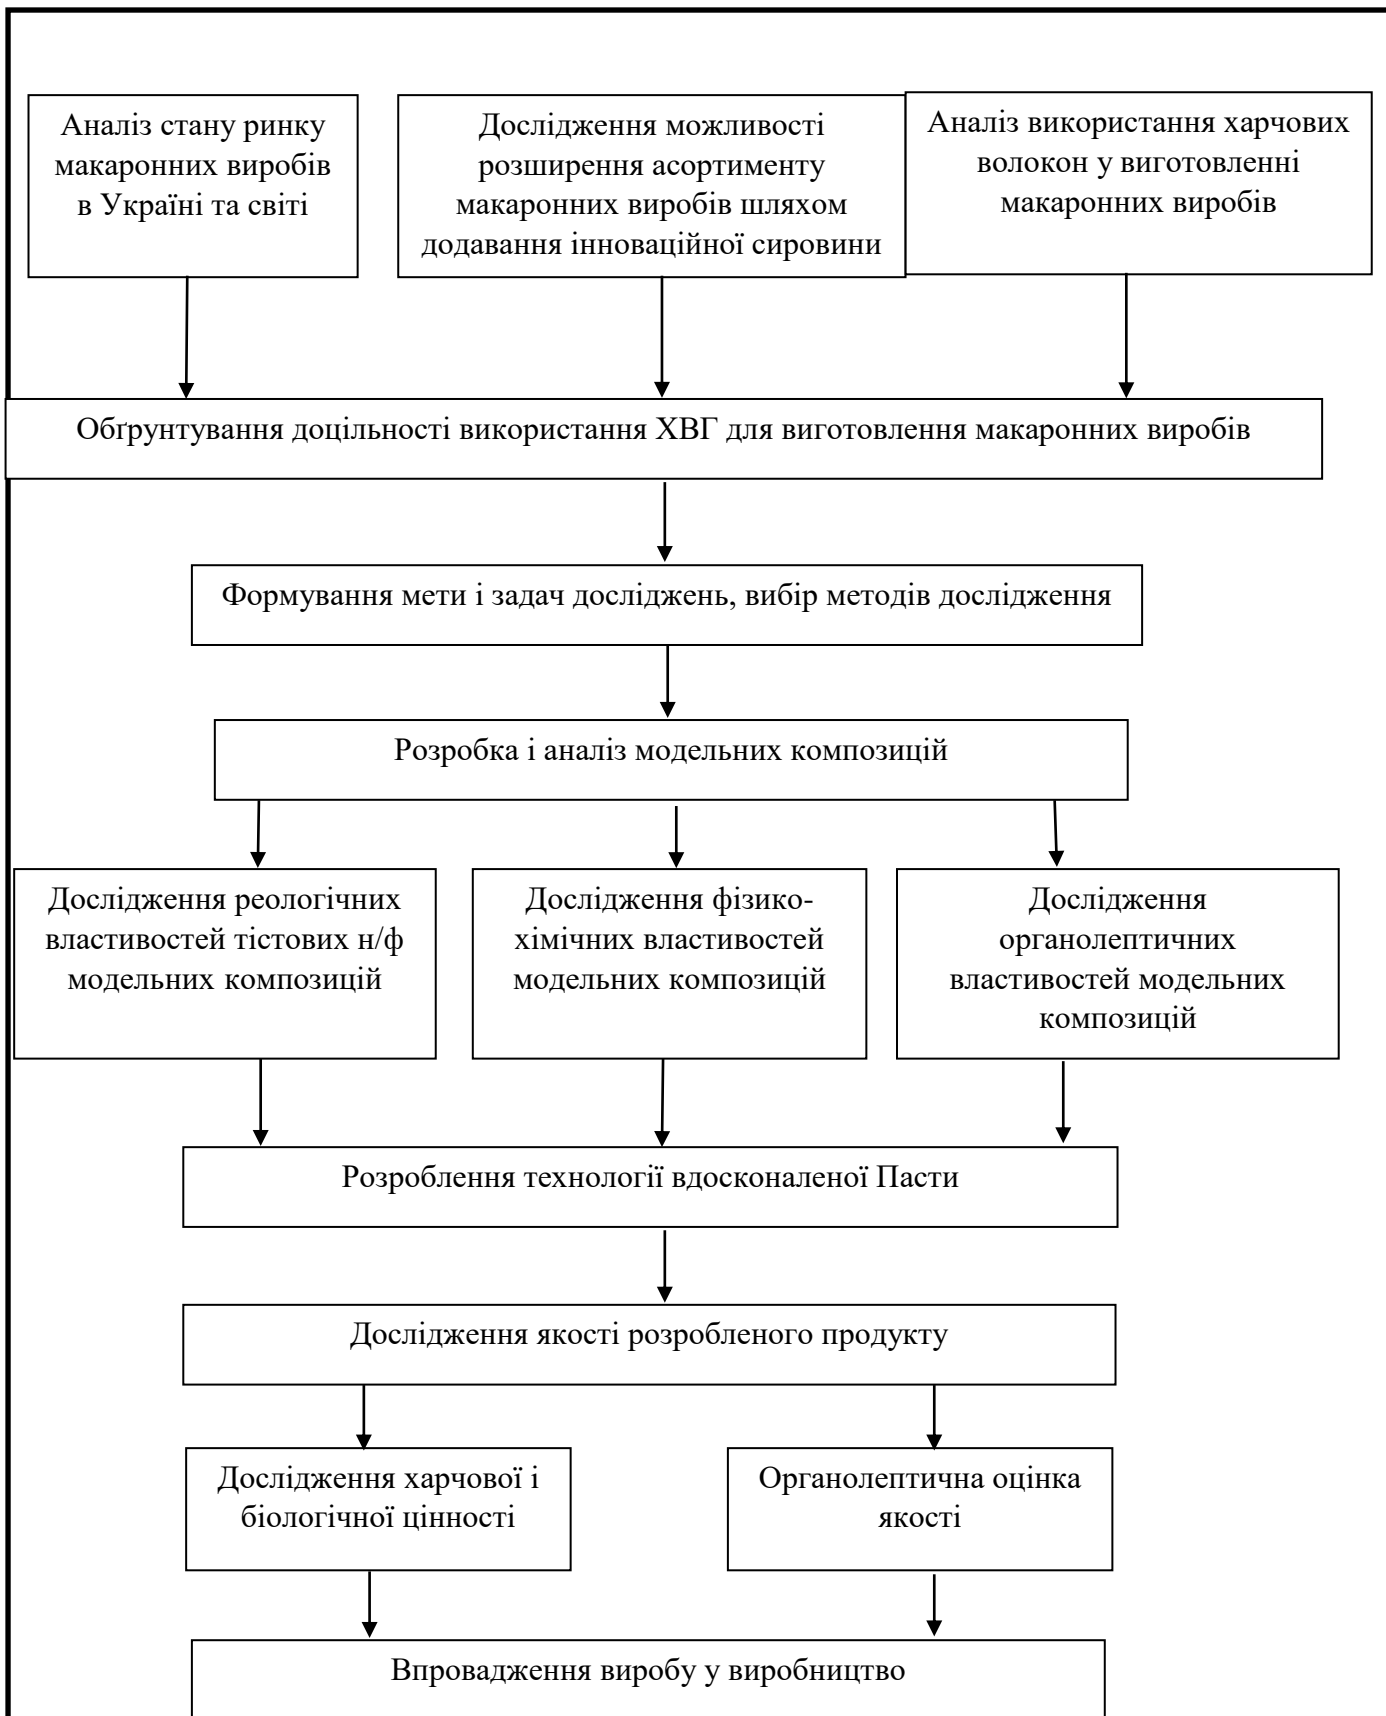 Аналіз стану ринку
макаронних виробів
в Україні та світі
Дослідження можливості
розширення асортименту
макаронних виробів шляхом
додавання інноваційної сировини
Аналіз використання харчових
волокон у виготовленні
макаронних виробів
Обґрунтування доцільності використання ХВГ для виготовлення макаронних виробів
Формування мети і задач досліджень, вибір методів дослідження
Розробка і аналіз модельних композицій
Дослідження реологічних
властивостей тістових н/ф
модельних композицій
Дослідження фізико-
хімічних властивостей
модельних композицій
Дослідження
органолептичних
властивостей модельних
композицій
Розроблення технології вдосконаленої Пасти
Дослідження якості розробленого продукту
Дослідження харчової і
біологічної цінності
Органолептична оцінка
якості
Впровадження виробу у виробництво